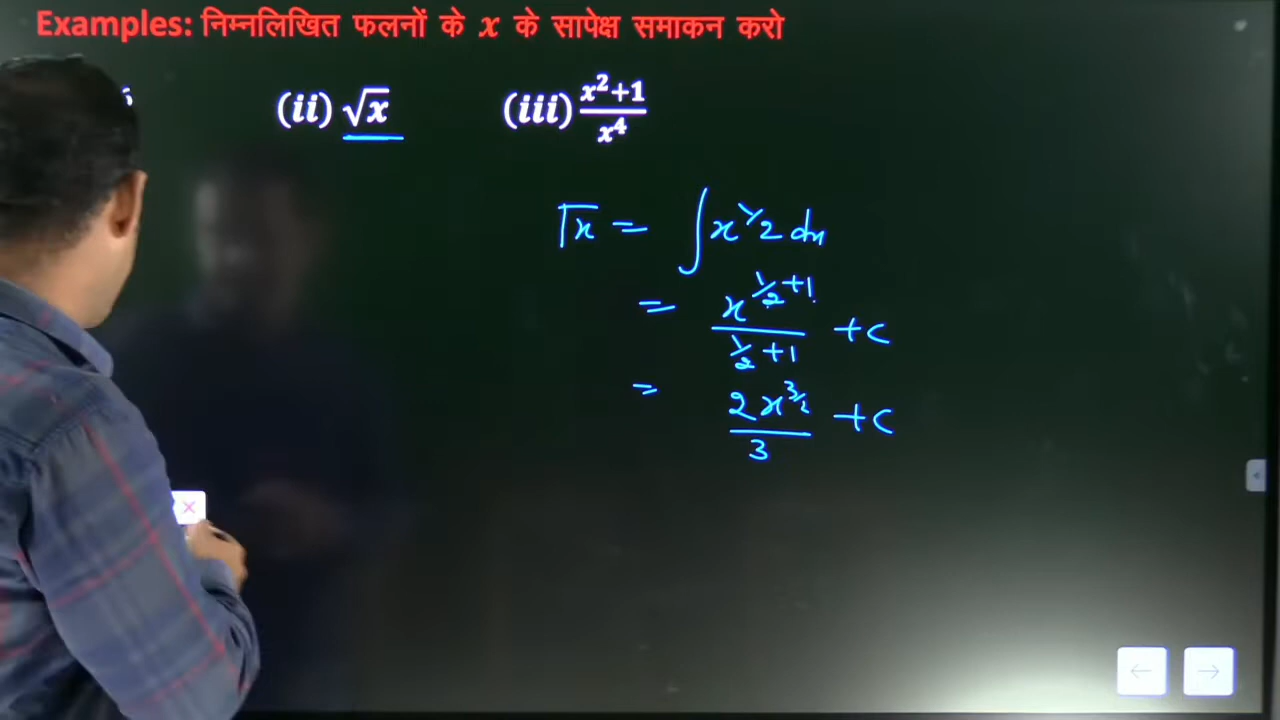 Examples: निम्नलिखित फलनों के x के सापेक्ष समाकन करो
(ii) √x (iii) x²+1/x⁴
√x = ∫ x^1/2 dx
= x^(1/2+1) / (1/2+1) + c
= 2x^3/2 / 3 + c